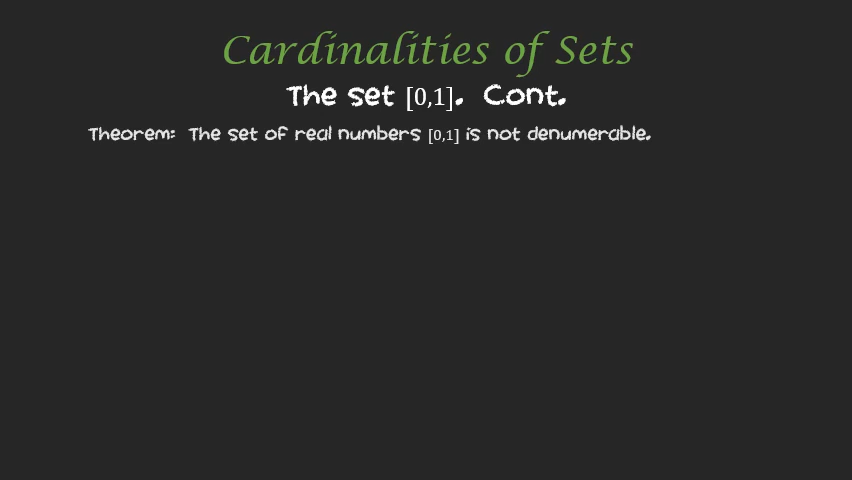 Cardinalities of Sets
The set [0,1]. Cont.
Theorem: The set of real numbers [0,1] is not denumerable.